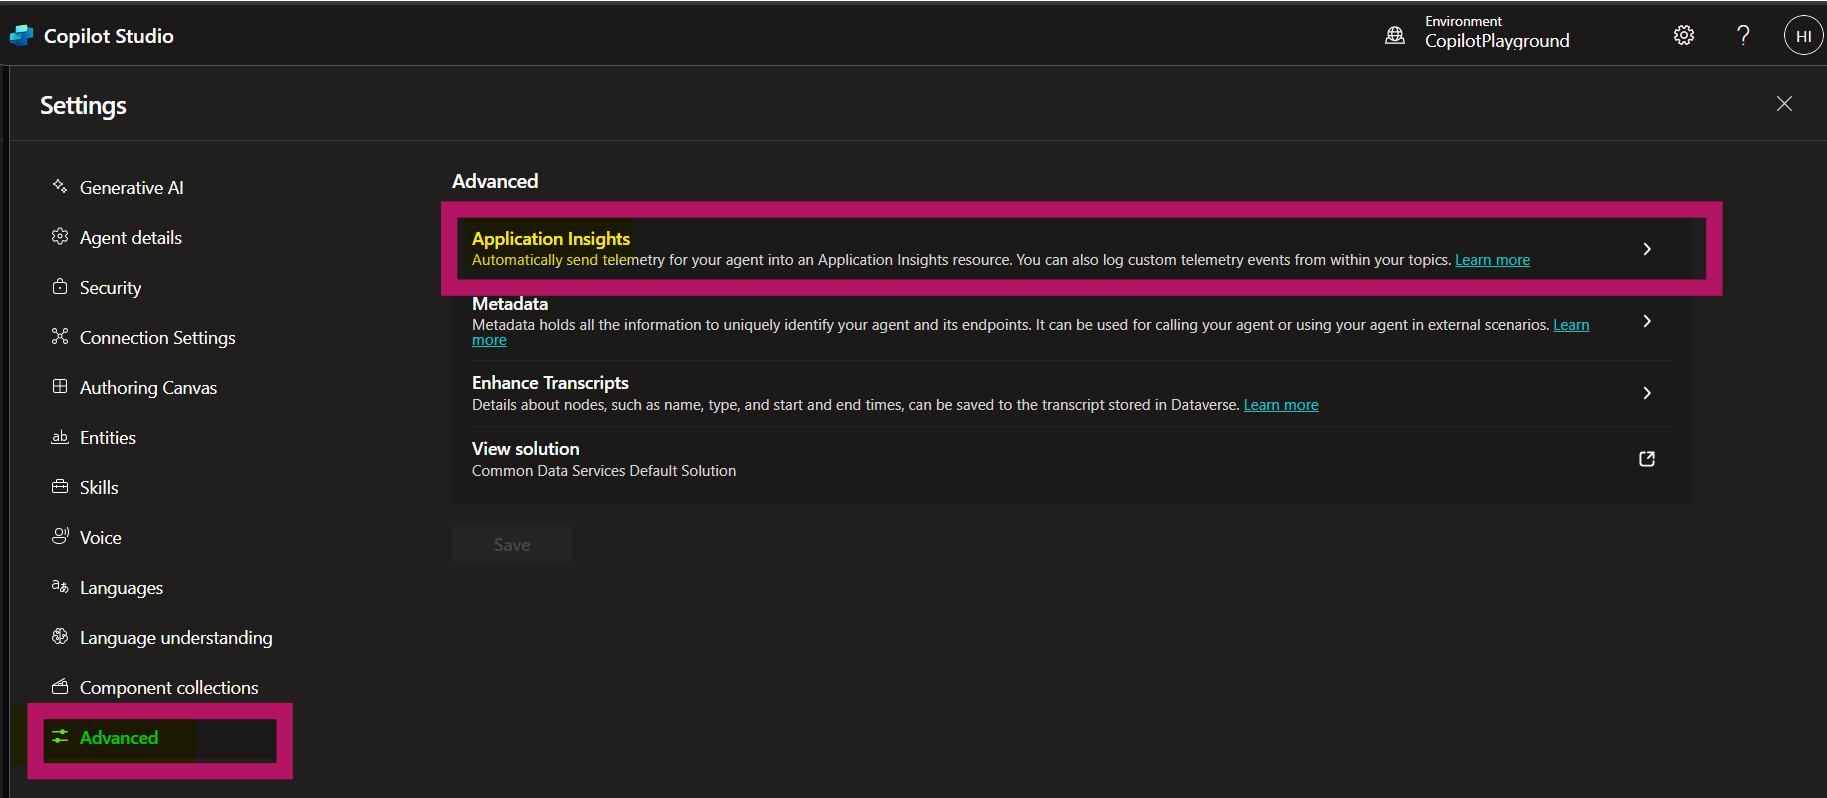 Copilot Studio
Environment
CopilotPlayground
?
HI
Settings
Generative AI
Agent details
Security
Connection Settings
Authoring Canvas
Entities
Skills
Voice
Languages
Language understanding
Component collections
Advanced
Advanced
Application Insights
Automatically send telemetry for your agent into an Application Insights resource. You can also log custom telemetry events from within your topics. Learn more
Metadata
Metadata holds all the information to uniquely identify your agent and its endpoints. It can be used for calling your agent or using your agent in external scenarios. Learn
more
Enhance Transcripts
Details about nodes, such as name, type, and start and end times, can be saved to the transcript stored in Dataverse. Learn more
View solution
Common Data Services Default Solution
Save